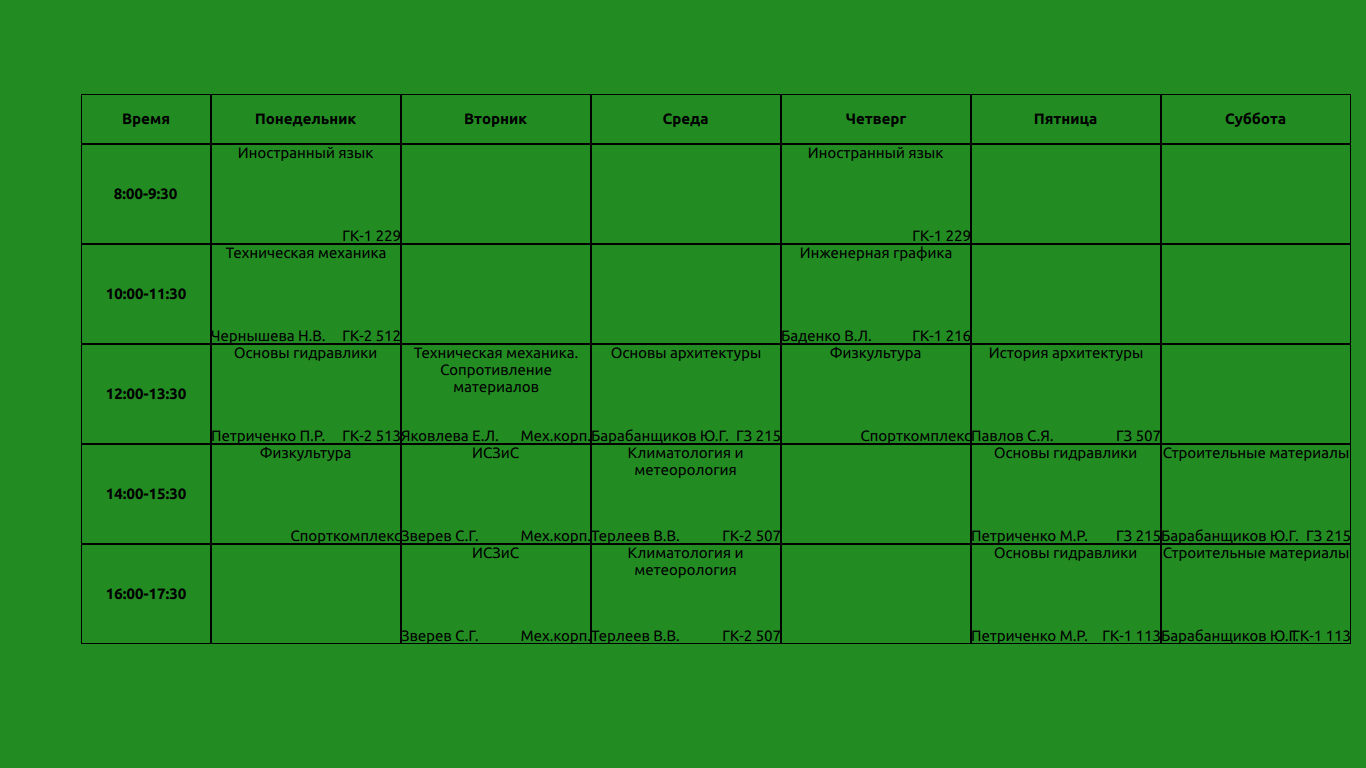 Время Понедельник Вторник Среда Четверг Пятница Суббота
8:00-9:30
Иностранный язык
ГК-1 229
Иностранный язык
ГК-1 229
10:00-11:30
Техническая механика
Чернышева Н.В. ГК-2 512
Инженерная графика
Баденко В.Л. ГК-1 216
12:00-13:30
Основы гидравлики
Петриченко П.Р. ГК-2 513
Техническая механика.
Сопротивление
материалов
Яковлева Е.Л. Мех.корп.
Основы архитектуры
Барабанщиков Ю.Г. ГЗ 215
Физкультура
Спорткомплекс
История архитектуры
Павлов С.Я. ГЗ 507
14:00-15:30
Физкультура
Спорткомплекс
ИСЗиС
Зверев С.Г. Мех.корп.
Климатология и
метеорология
Терлеев В.В. ГК-2 507
Основы гидравлики
Петриченко М.Р. ГЗ 215
Строительные материалы
Барабанщиков Ю.Г. ГЗ 215
16:00-17:30
ИСЗиС
Зверев С.Г. Мех.корп.
Климатология и
метеорология
Терлеев В.В. ГК-2 507
Основы гидравлики
Петриченко М.Р. ГК-1 113
Строительные материалы
Барабанщиков Ю.Г. ГК-1 113